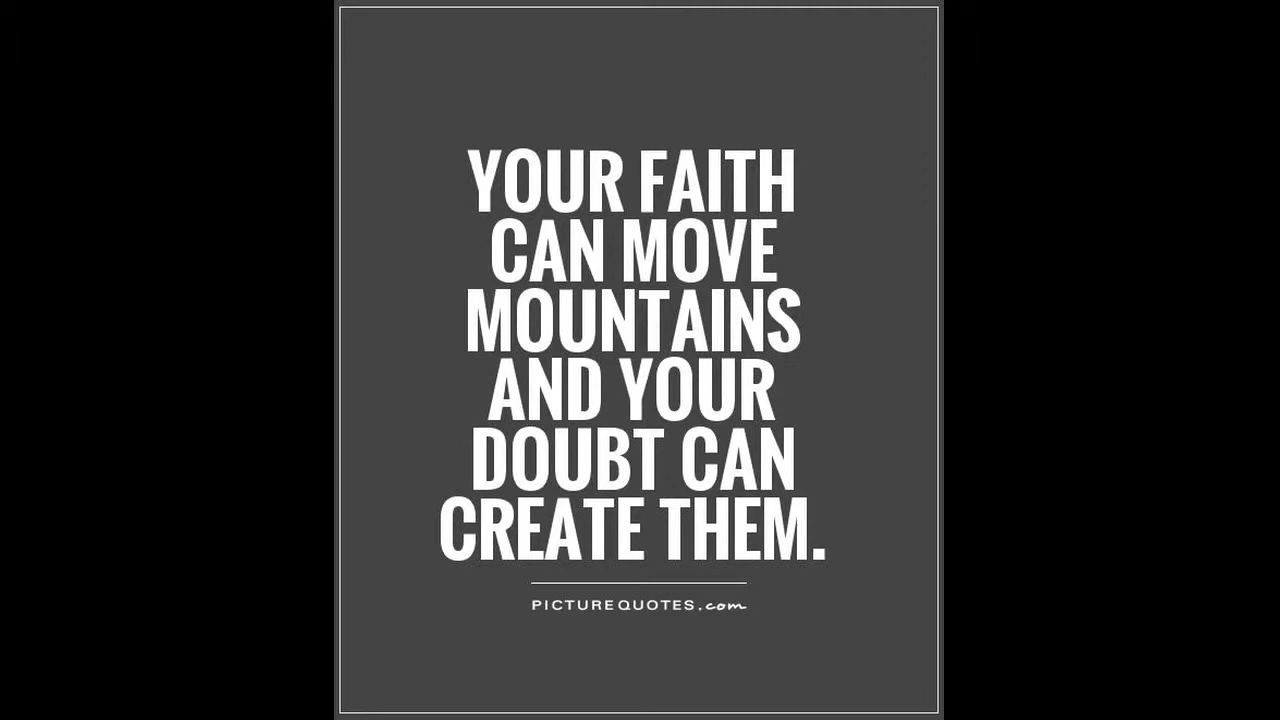 YOUR FAITH
CAN MOVE
MOUNTAINS
AND YOUR
DOUBT CAN
CREATE THEM.
PICTUREQUOTES.com